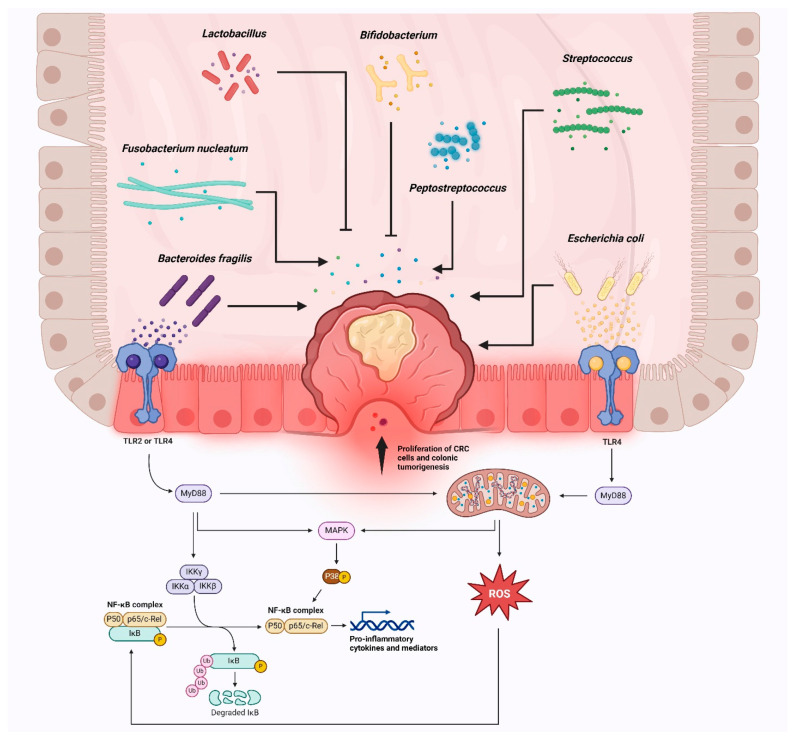 Lactobacillus
Bifidobacterium
Streptococcus
Fusobacterium nucleatum
Peptostreptococcus
Escherichia coli
Bacteroides fragilis
TLR2 or TLR4
Proliferation of CRC
cells and colonic
tumorigenesis
TLR4
MyD88
MyD88
MAPK
IKKγ
IKKα IKKβ
P38 P
ROS
NF-κB complex
P50 p65/c-Rel
IκB
P
NF-κB complex
P50 p65/c-Rel
Pro-inflammatory
cytokines and mediators
Ub
IκB
P
Ub
Ub
Ub
Degraded IκB